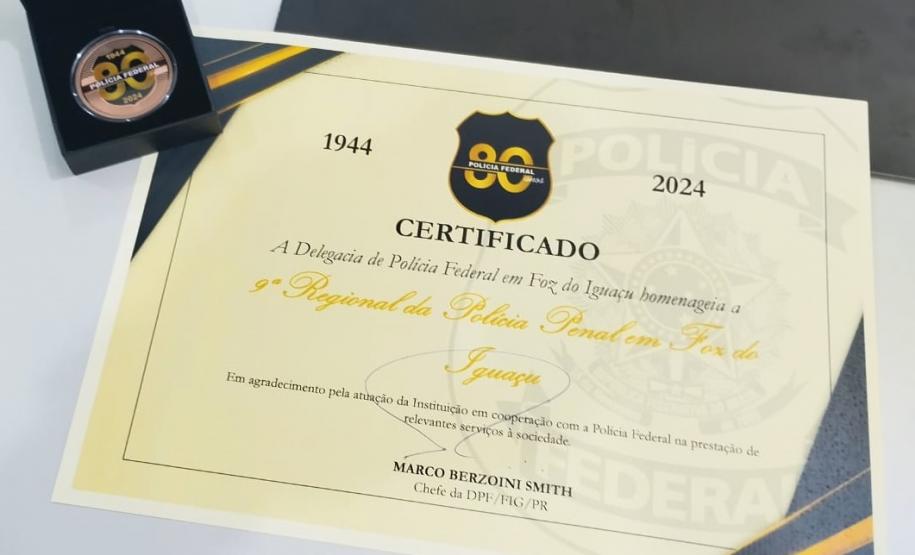 1944
80
POLÍCIA FEDERAL
2024
1944
80
POLÍCIA FEDERAL
2024
POLÍCIA
FEDERAL
CERTIFICADO
A Delegacia de Polícia Federal em Foz do Iguaçu homenageia a
9ª Regional da Polícia Penal em Foz do
Iguaçu
Em agradecimento pela atuação da Instituição em cooperação com a Polícia Federal na prestação de
relevantes serviços à sociedade.
MARCO BERZOINI SMITH
Chefe da DPF/FIG/PR